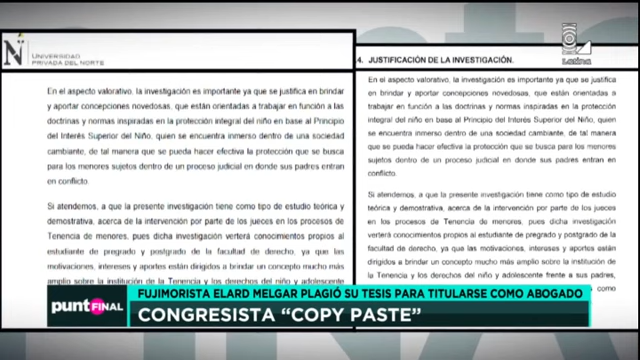 UNIVERSIDAD
PRIVADA DEL NORTE
En el aspecto valorativo, la investigación es importante ya que se justifica en brindar
y aportar concepciones novedosas, que están orientadas a trabajar en función a las
doctrinas y normas inspiradas en la protección integral del niño en base al Principio
del Interés Superior del Niño, quien se encuentra inmerso dentro de una sociedad
cambiante, de tal manera que se pueda hacer efectiva la protección que se busca
para los menores sujetos dentro de un proceso judicial en donde sus padres entran
en conflicto.
Si atendemos, a que la presente investigación tiene como tipo de estudio teórica y
demostrativa, acerca de la intervención por parte de los jueces en los procesos de
Tenencia de menores, pues dicha investigación verterá conocimientos propios al
estudiante de pregrado y postgrado de la facultad de derecho, ya que las
motivaciones, intereses y aportes están dirigidos a brindar un concepto mucho más
amplio sobre la institución de la Tenencia y los derechos del niño y adolescente
4. JUSTIFICACIÓN DE LA INVESTIGACIÓN.
En el aspecto valorativo, la investigación es importante ya que se justifica
en brindar y aportar concepciones novedosas, que están orientadas a
trabajar en función a las doctrinas y normas inspiradas en la protección
integral del niño en base al Principio del Interés Superior del Niño, quien
se encuentra inmerso dentro de una sociedad cambiante, de tal manera
que se pueda hacer efectiva la protección que se busca para los menores
sujetos dentro de un proceso judicial en donde sus padres entran en
conflicto.
Si atendemos, a que la presente investigación tiene como tipo de estudio
teórica y demostrativa, acerca de la intervención por parte de los jueces
en los procesos de Tenencia de menores, pues dicha investigación
verterá conocimientos propios al estudiante de pregrado y postgrado de la
facultad de derecho, ya que las motivaciones, intereses y aportes están
dirigidos a brindar un concepto mucho más amplio sobre la institución de
la Tenencia y los derechos del niño y adolescente frente a sus padres,
como
Latina
FUJIMORISTA ELARD MELGAR PLAGIÓ SU TESIS PARA TITULARSE COMO ABOGADO
punto FINAL
CONGRESISTA “COPY PASTE”